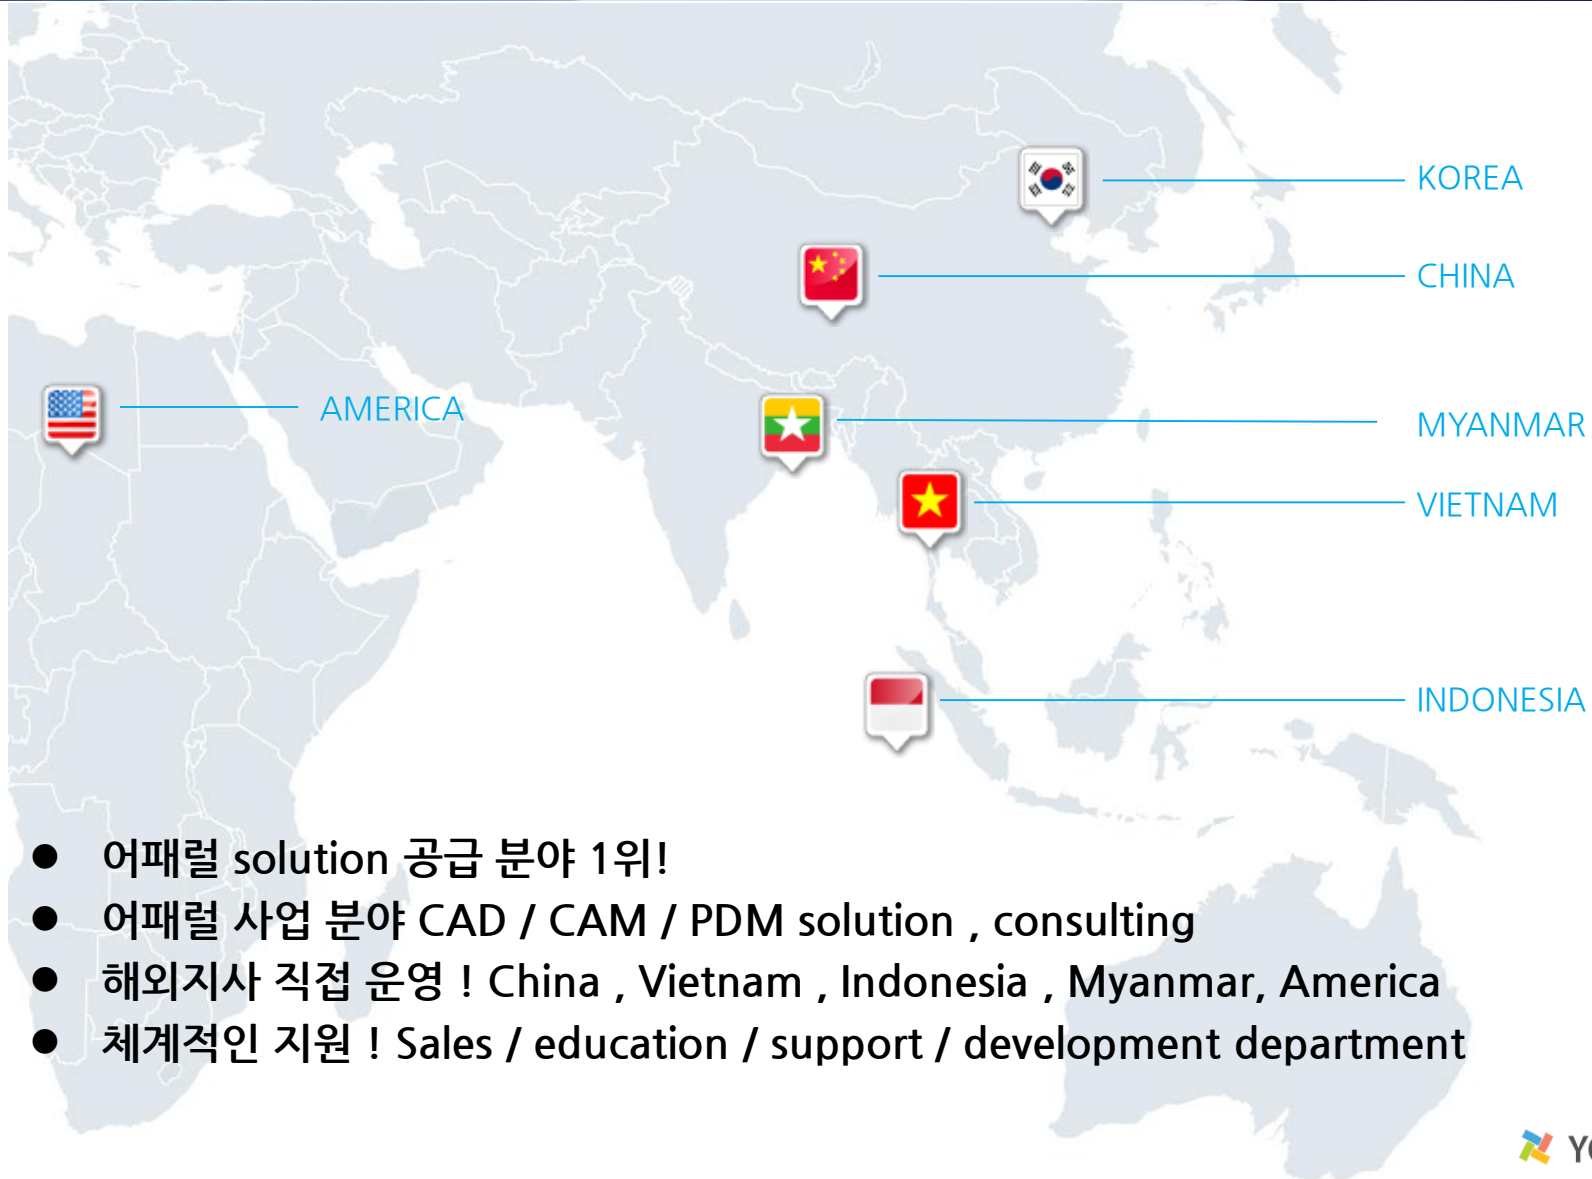 KOREA
CHINA
AMERICA
MYANMAR
VIETNAM
INDONESIA
● 어패럴 solution 공급 분야 1위!
● 어패럴 사업 분야 CAD / CAM / PDM solution , consulting
● 해외지사 직접 운영 ! China , Vietnam , Indonesia , Myanmar, America
● 체계적인 지원 ! Sales / education / support / development department